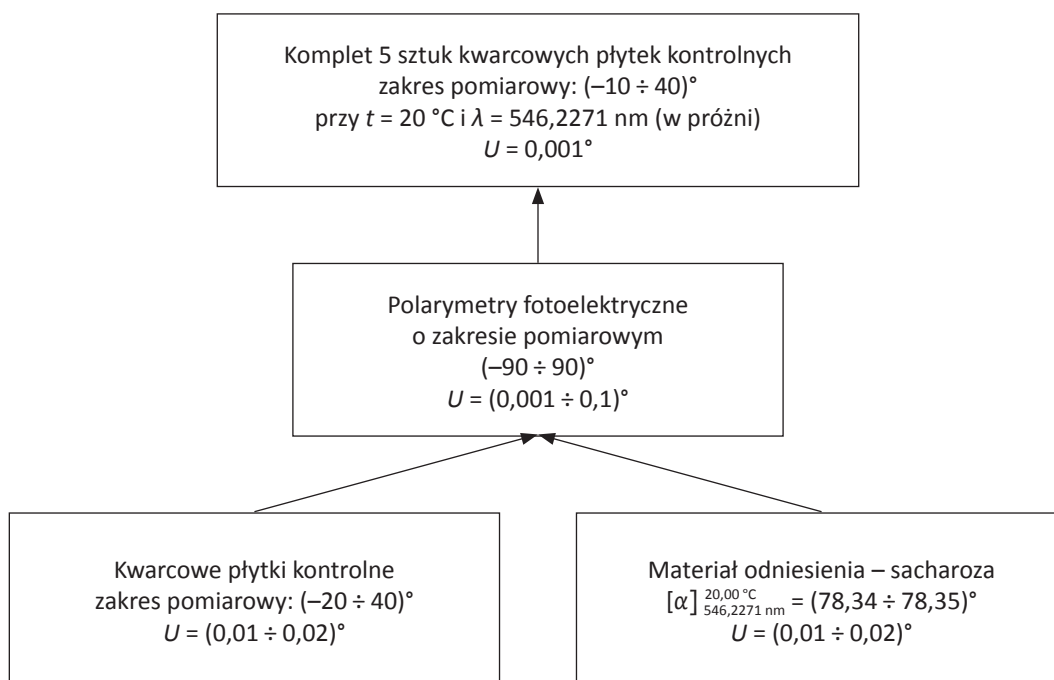 Komplet 5 sztuk kwarcowych płytek kontrolnych
zakres pomiarowy: (–10 ÷ 40)°
przy t = 20 °C i λ = 546,2271 nm (w próżni)
U = 0,001°
Polarymetry fotoelektryczne
o zakresie pomiarowym
(–90 ÷ 90)°
U = (0,001 ÷ 0,1)°
Kwarcowe płytki kontrolne
zakres pomiarowy: (–20 ÷ 40)°
U = (0,01 ÷ 0,02)°
Materiał odniesienia – sacharoza
[α] 20,00 °C 546,2271 nm = (78,34 ÷ 78,35)°
U = (0,01 ÷ 0,02)°